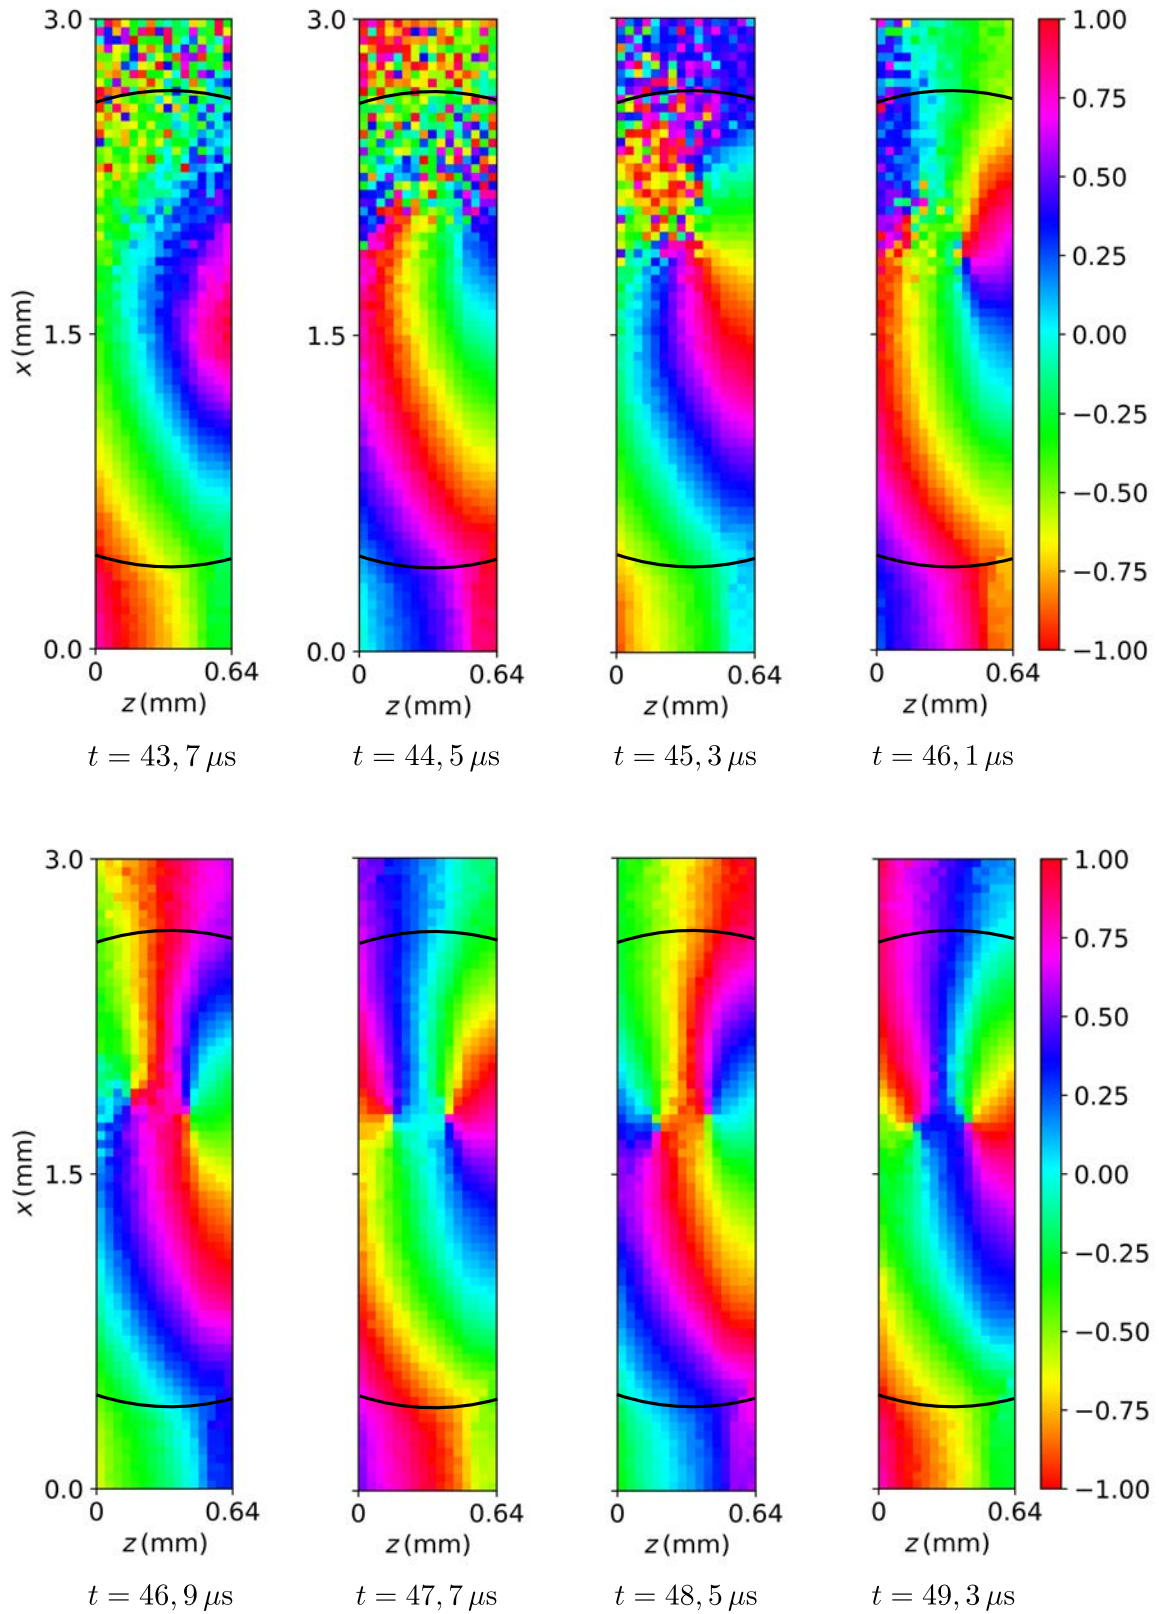 3.0 3.0 1.00
0.75
0.50
0.25
x (mm) 1.5 1.5 0.00
−0.25
−0.50
−0.75
0.0 0.0 −1.00
0 0.64 0 0.64 0 0.64 0 0.64
z (mm) z (mm) z (mm) z (mm)
t = 43, 7 μs t = 44, 5 μs t = 45, 3 μs t = 46, 1 μs
3.0 1.00
0.75
0.50
0.25
x (mm) 1.5 0.00
−0.25
−0.50
−0.75
0.0 −1.00
0 0.64 0 0.64 0 0.64 0 0.64
z (mm) z (mm) z (mm) z (mm)
t = 46, 9 μs t = 47, 7 μs t = 48, 5 μs t = 49, 3 μs